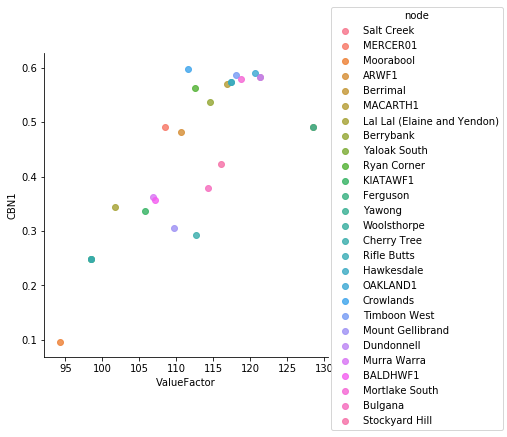 node
Salt Creek
MERCER01
Moorabool
ARWF1
Berrimal
MACARTH1
Lal Lal (Elaine and Yendon)
Berrybank
Yaloak South
Ryan Corner
KIATAWF1
Ferguson
Yawong
Woolsthorpe
Cherry Tree
Rifle Butts
Hawkesdale
OAKLAND1
Crowlands
Timboon West
Mount Gellibrand
Dundonnell
Murra Warra
BALDHWF1
Mortlake South
Bulgana
Stockyard Hill
CBN1
0.6
0.5
0.4
0.3
0.2
0.1
95 100 105 110 115 120 125 130
ValueFactor